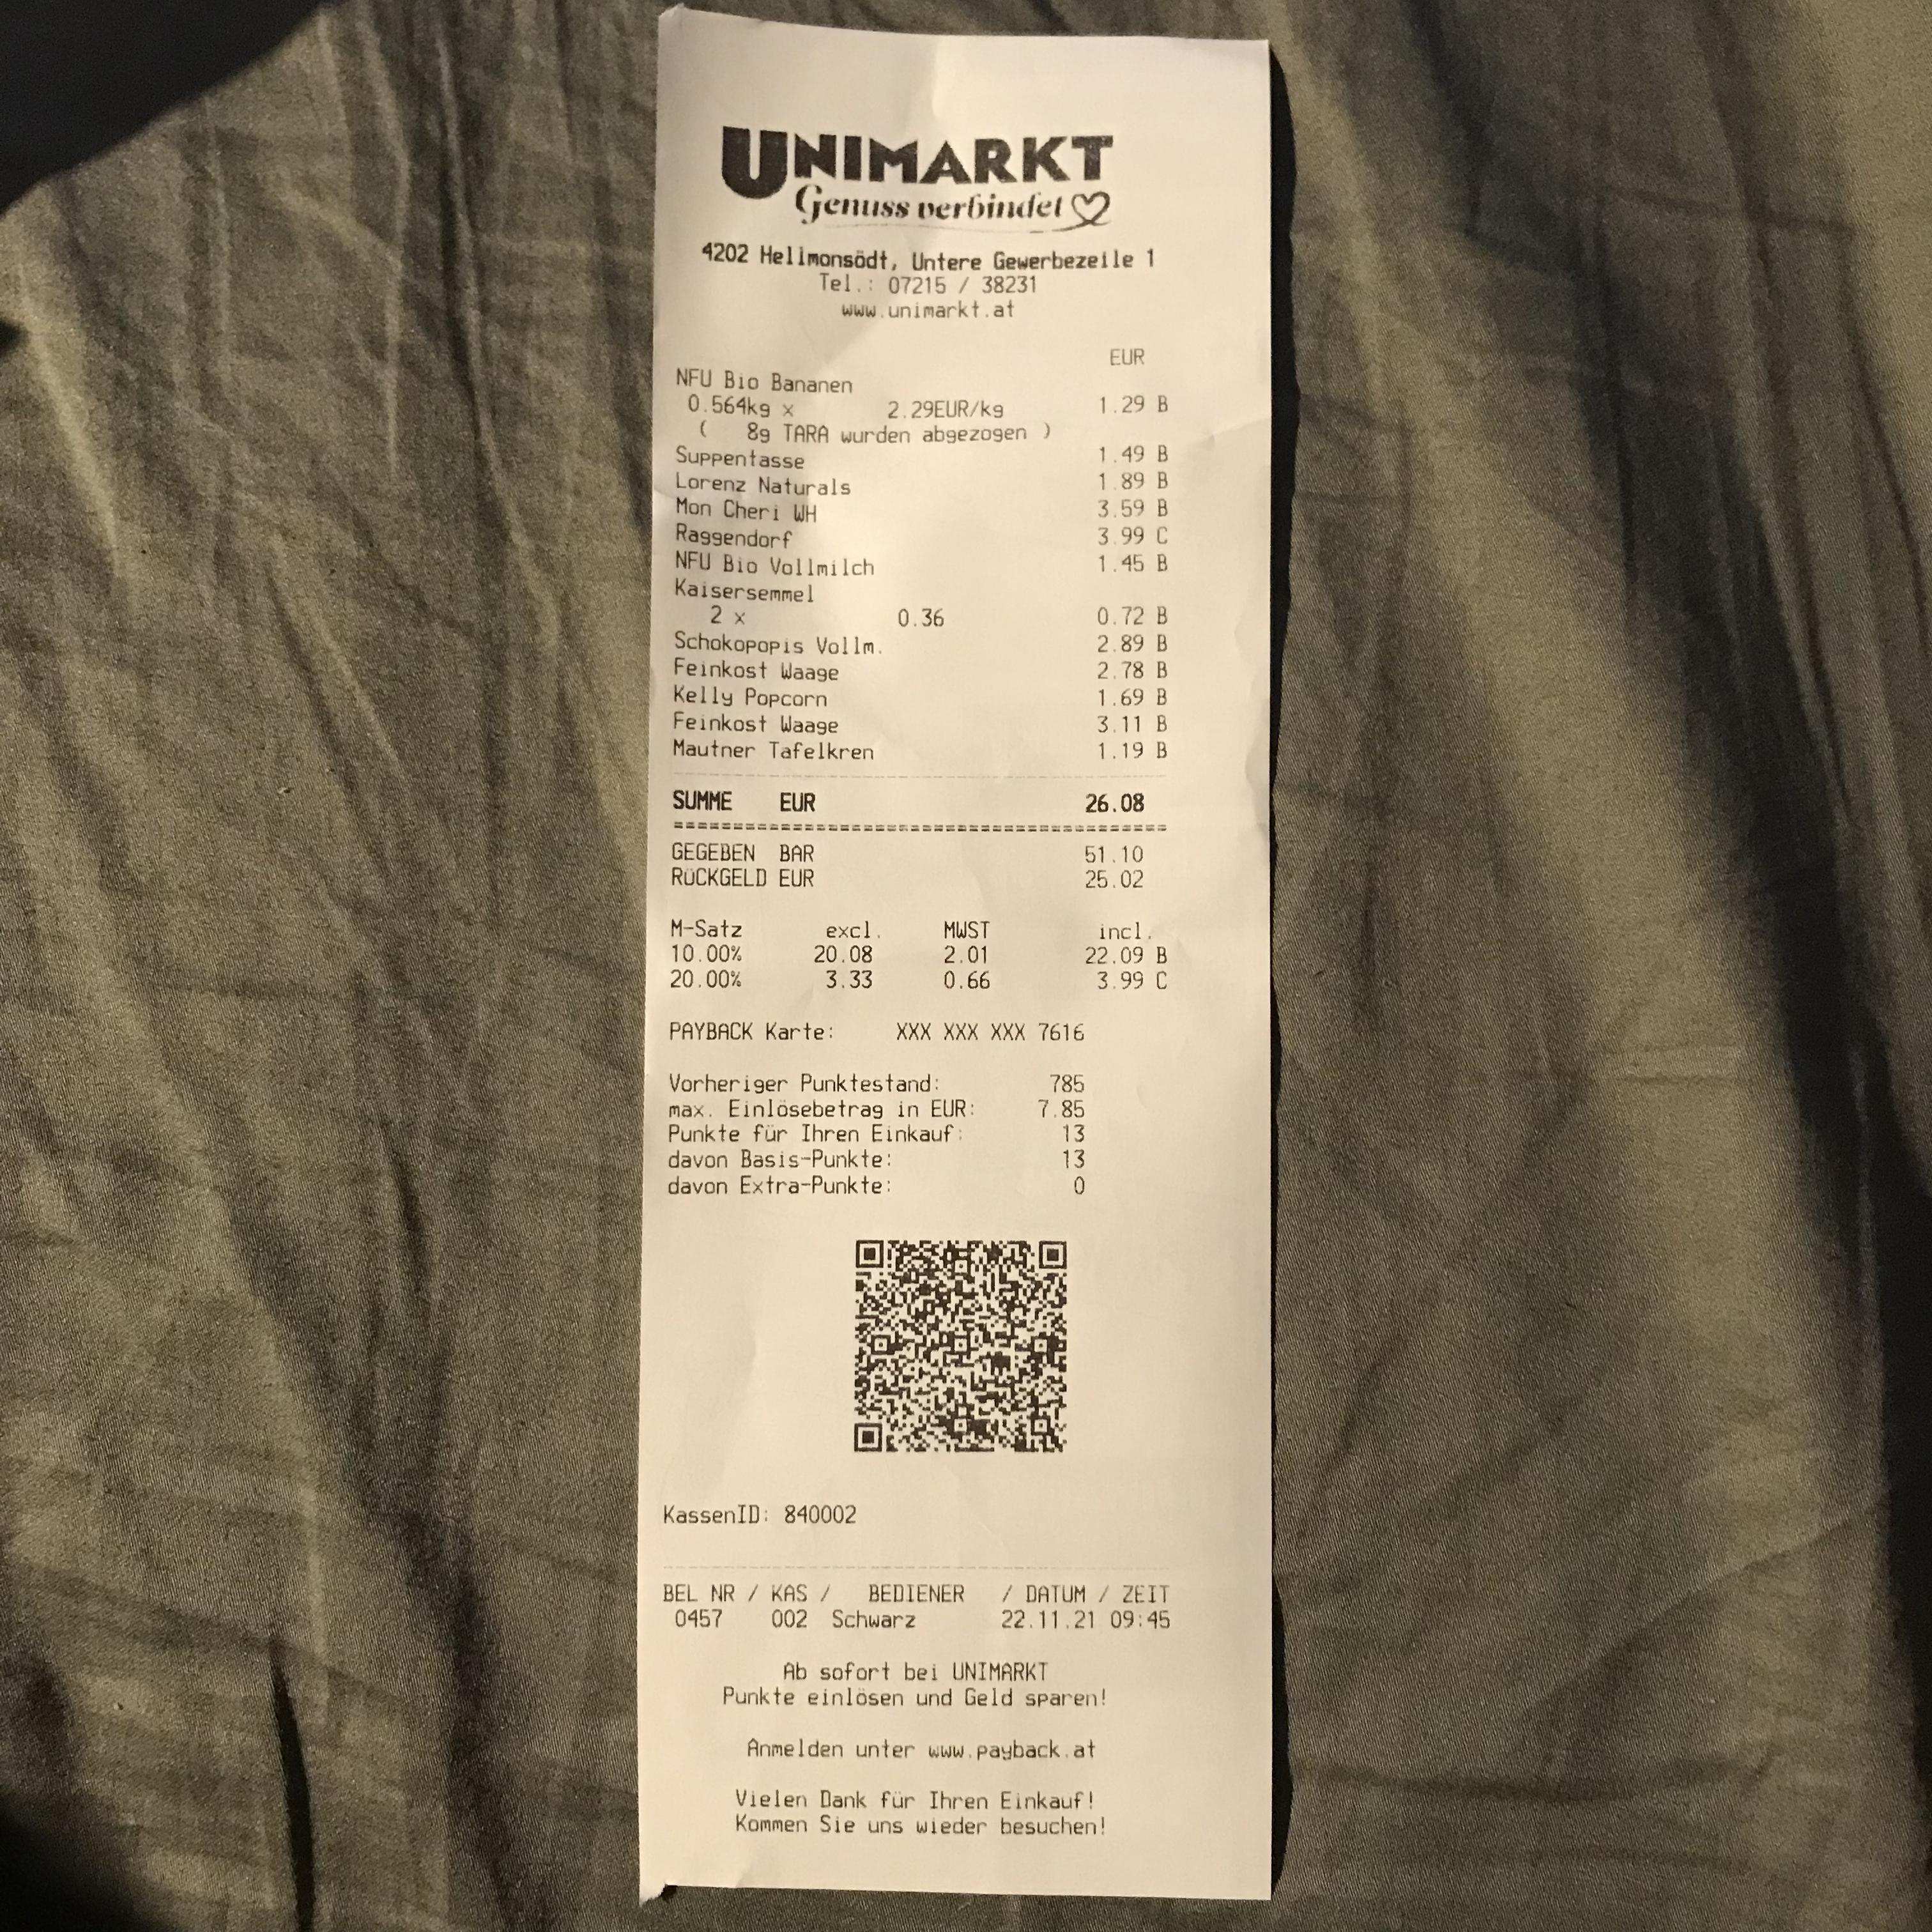 UNIMARKT
Genuss verbindet
4202 Hellmonsödt, Untere Gewerbezeile 1
Tel.: 07215 / 38231
www.unimarkt.at
EUR
NFU Bio Bananen
0.564kg x 2.29EUR/kg 1.29 B
( 8g TARA wurden abgezogen )
Suppentasse 1.49 B
Lorenz Naturals 1.89 B
Mon Cheri WH 3.59 B
Raggendorf 3.99 C
NFU Bio Vollmilch 1.45 B
Kaisersemmel
2 x 0.36 0.72 B
Schokopopis Vollm. 2.89 B
Feinkost Waage 2.78 B
Kelly Popcorn 1.69 B
Feinkost Waage 3.11 B
Mautner Tafelkren 1.19 B
SUMME EUR 26.08
GEGEBEN BAR 51.10
RÜCKGELD EUR 25.02
M-Satz excl. MWST incl.
10.00% 20.08 2.01 22.09 B
20.00% 3.33 0.66 3.99 C
PAYBACK Karte: XXX XXX XXX 7616
Vorheriger Punktestand: 785
max. Einlösebetrag in EUR: 7.85
Punkte für Ihren Einkauf: 13
davon Basis-Punkte: 13
davon Extra-Punkte: 0
KassenID: 840002
BEL NR / KAS / BEDIENER / DATUM / ZEIT
0457 002 Schwarz 22.11.21 09:45
Ab sofort bei UNIMARKT
Punkte einlösen und Geld sparen!
Anmelden unter www.payback.at
Vielen Dank für Ihren Einkauf!
Kommen Sie uns wieder besuchen!